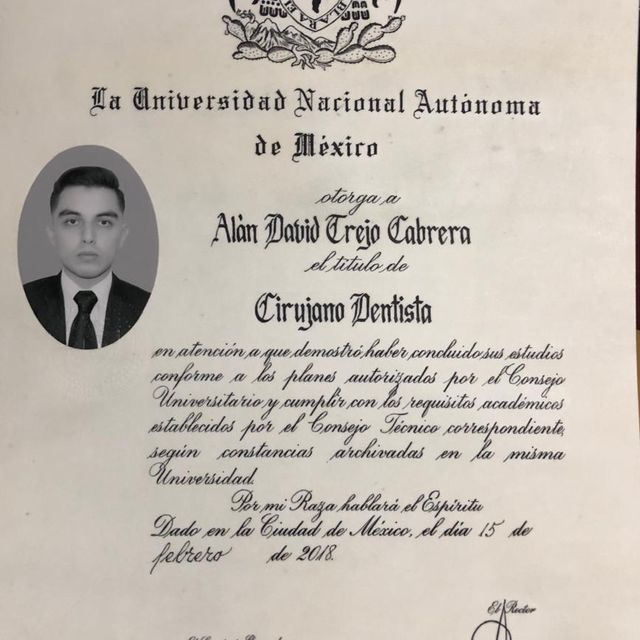 La Universidad Nacional Autónoma
de México
otorga a
Alán David Trejo Cabrera
el título de
Cirujano Dentista
en atención a que demostró haber concluido sus estudios
conforme a los planes autorizados por el Consejo
Universitario y cumplir con los requisitos académicos
establecidos por el Consejo Técnico correspondiente,
según constancias archivadas en la misma
Universidad.
Por mi Raza hablará el Espíritu
Dado en la Ciudad de México, el día 15 de
febrero de 2018.
El Rector